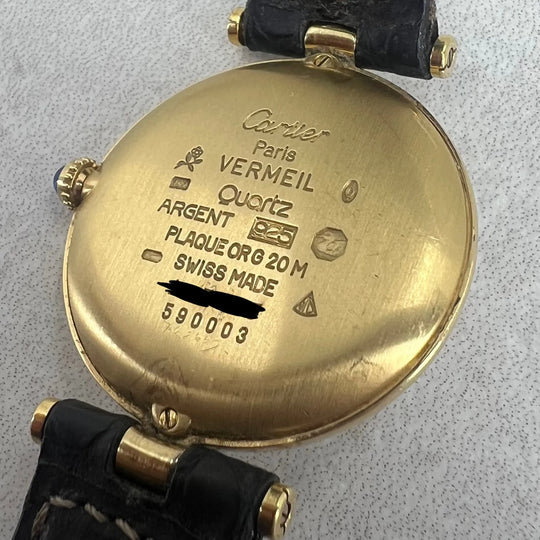 Cartier
Paris
VERMEIL
Quartz
ARGENT 925
PLAQUE OR G 20 M
SWISS MADE
590003